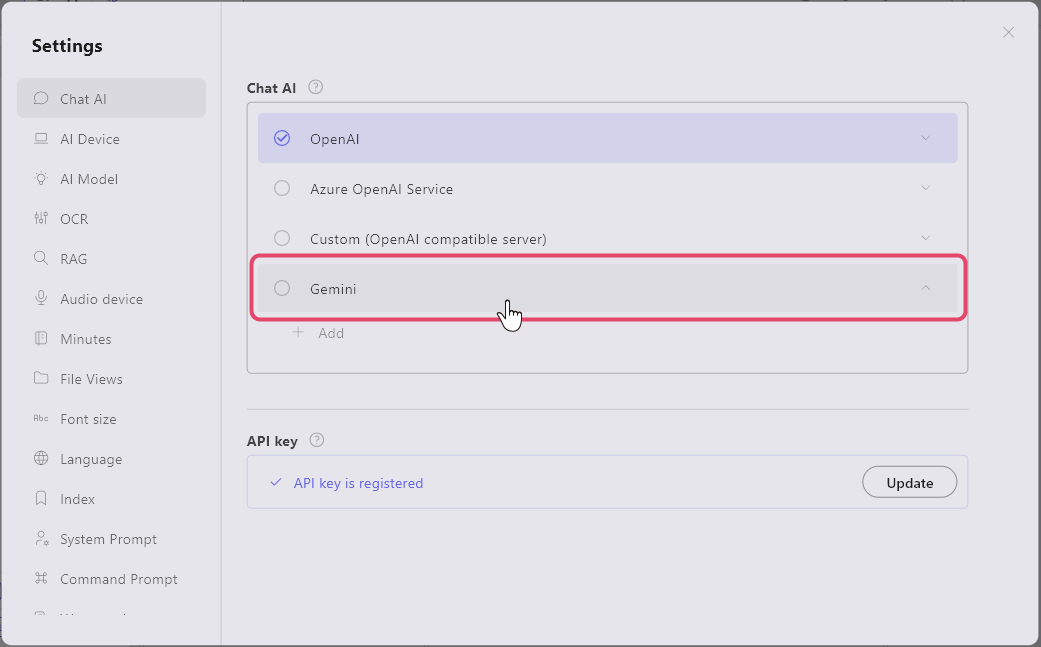 Settings
Chat AI
AI Device
AI Model
OCR
RAG
Audio device
Minutes
File Views
Abc Font size
Language
Index
System Prompt
Command Prompt
Chat AI ?
OpenAI
Azure OpenAI Service
Custom (OpenAI compatible server)
Gemini
+ Add
API key ?
API key is registered
Update